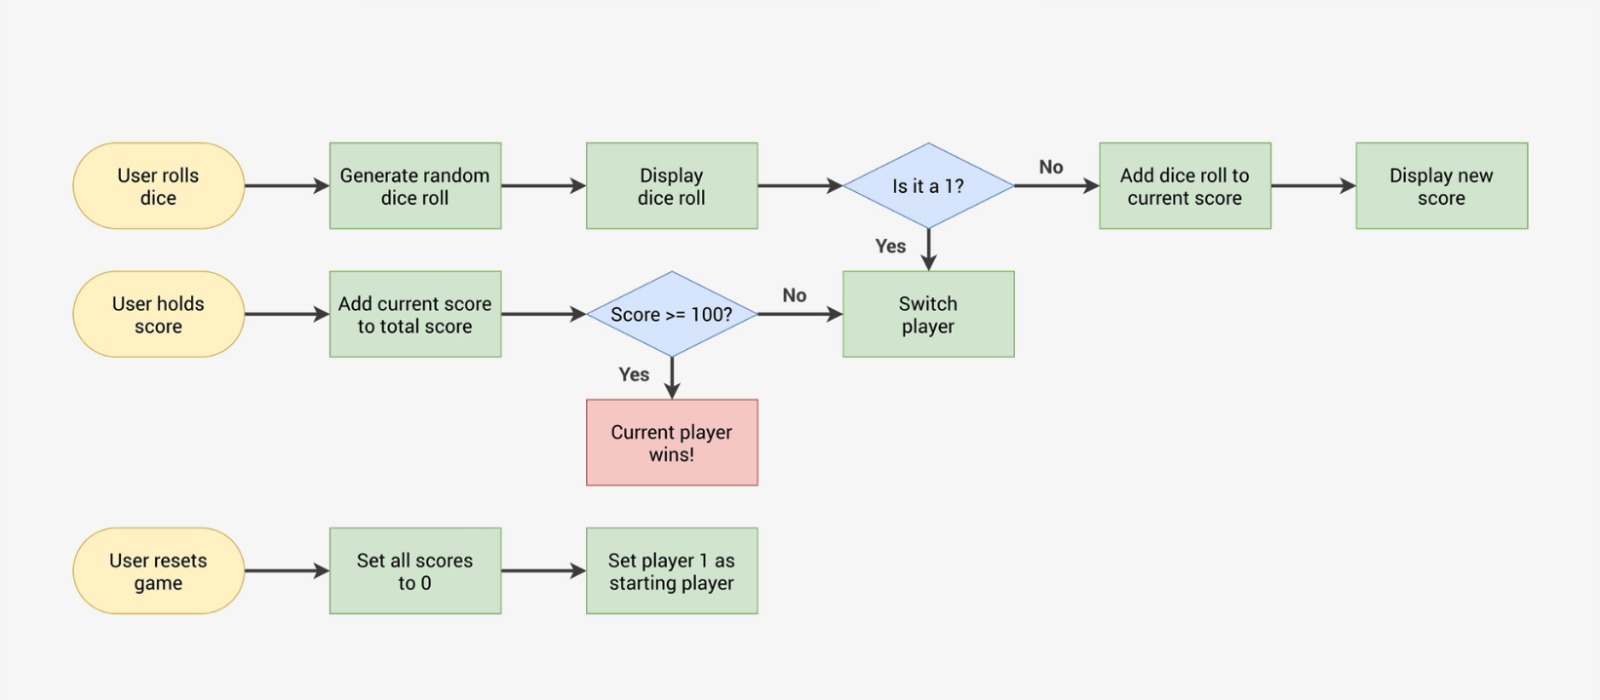 User rolls
dice
Generate random
dice roll
Display
dice roll
Is it a 1?
No
Add dice roll to
current score
Display new
score
Yes
User holds
score
Add current score
to total score
Score >= 100?
No
Switch
player
Yes
Current player
wins!
User resets
game
Set all scores
to 0
Set player 1 as
starting player